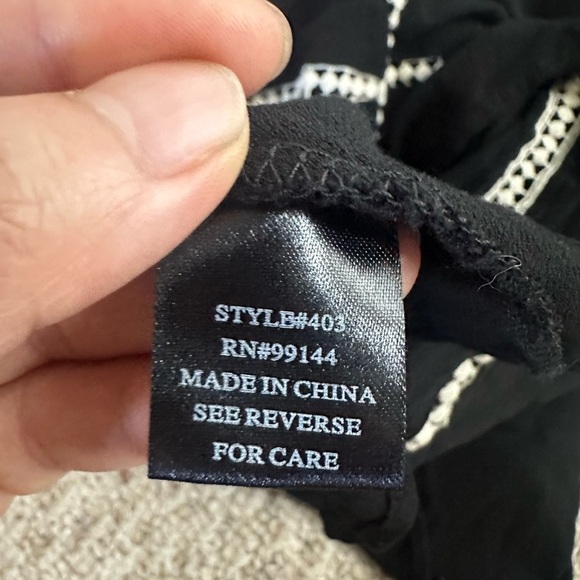 STYLE#403
RN#99144
MADE IN CHINA
SEE REVERSE
FOR CARE